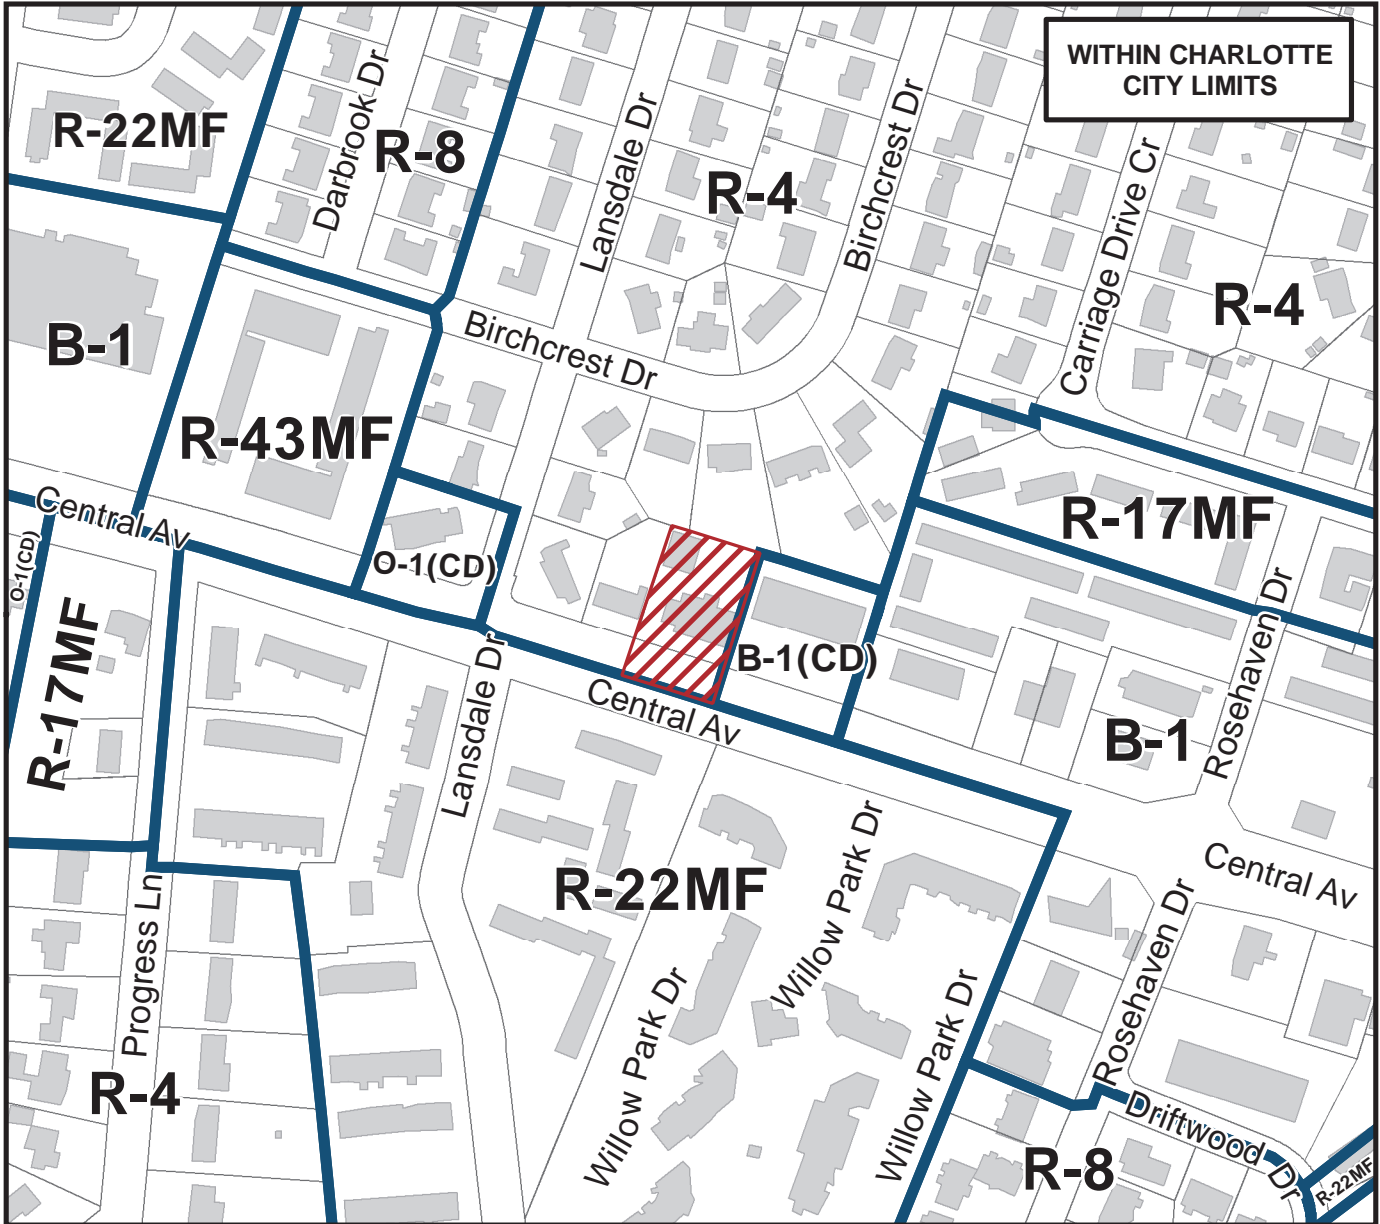 WITHIN CHARLOTTE
CITY LIMITS
R-22MF
Darbrook Dr
R-8
Lansdale Dr
R-4
Birchcrest Dr
Carriage Drive Cr
R-4
B-1
Birchcrest Dr
R-43MF
Central Av
O-1(CD)
O-1(CD)
R-17MF
R-17MF
Rosehaven Dr
B-1(CD)
Lansdale Dr
Central Av
B-1
Willow Park Dr
R-22MF
Central Av
Progress Ln
Rosehaven Dr
Willow Park Dr
Willow Park Dr
R-4
Driftwood Dr
R-8
R-22MF